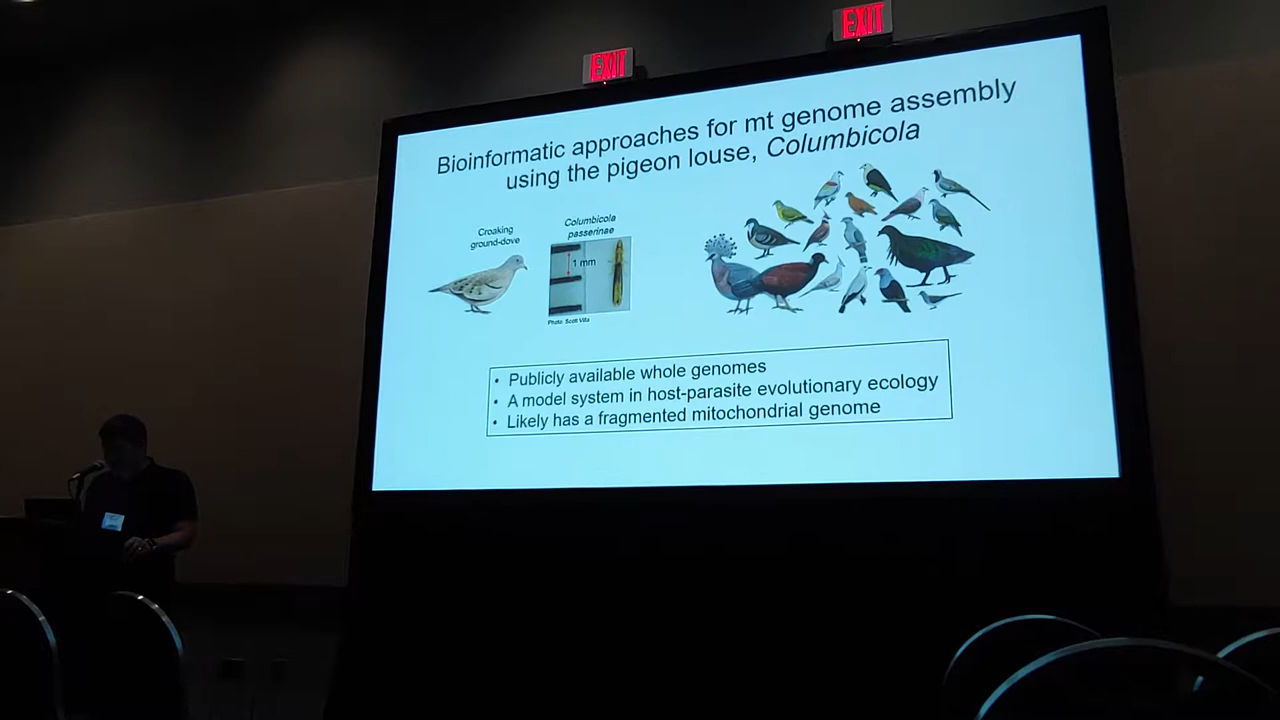 EXIT
EXIT
Bioinformatic approaches for mt genome assembly
using the pigeon louse, Columbicola
Croaking
ground-dove
Columbicola
passerinae
1 mm
Photo: Scott Villa
• Publicly available whole genomes
• A model system in host-parasite evolutionary ecology
• Likely has a fragmented mitochondrial genome